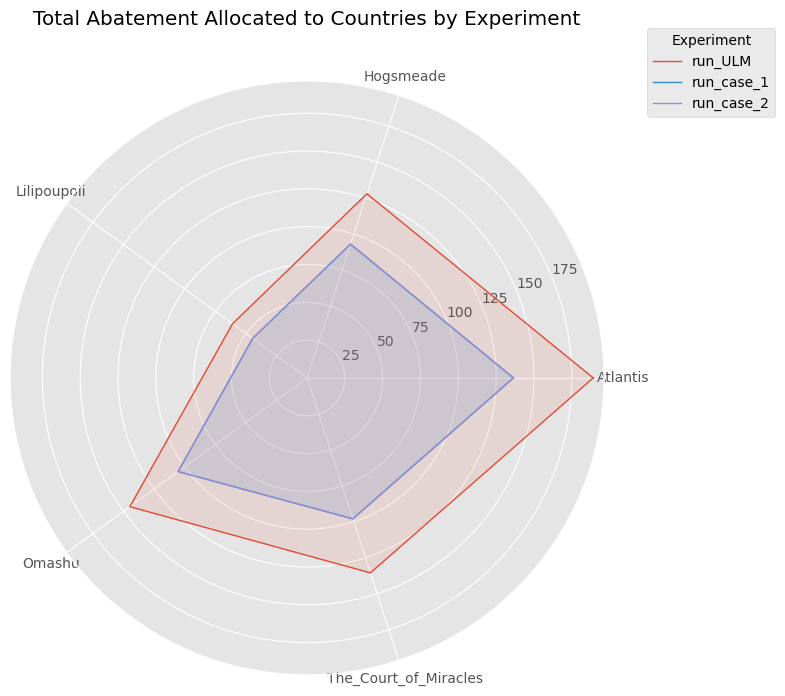 Total Abatement Allocated to Countries by Experiment
Experiment
run_ULM
run_case_1
run_case_2
Hogsmeade
Lilipoupoli
175
150
125
100
75
50
25
Atlantis
Omashu
The_Court_of_Miracles